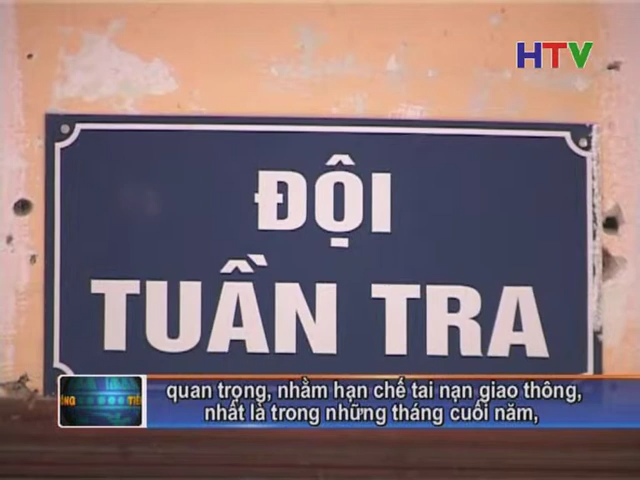 HTV
ĐỘI
TUẦN TRA
quan trọng, nhằm hạn chế tai nạn giao thông,
nhất là trong những tháng cuối năm,